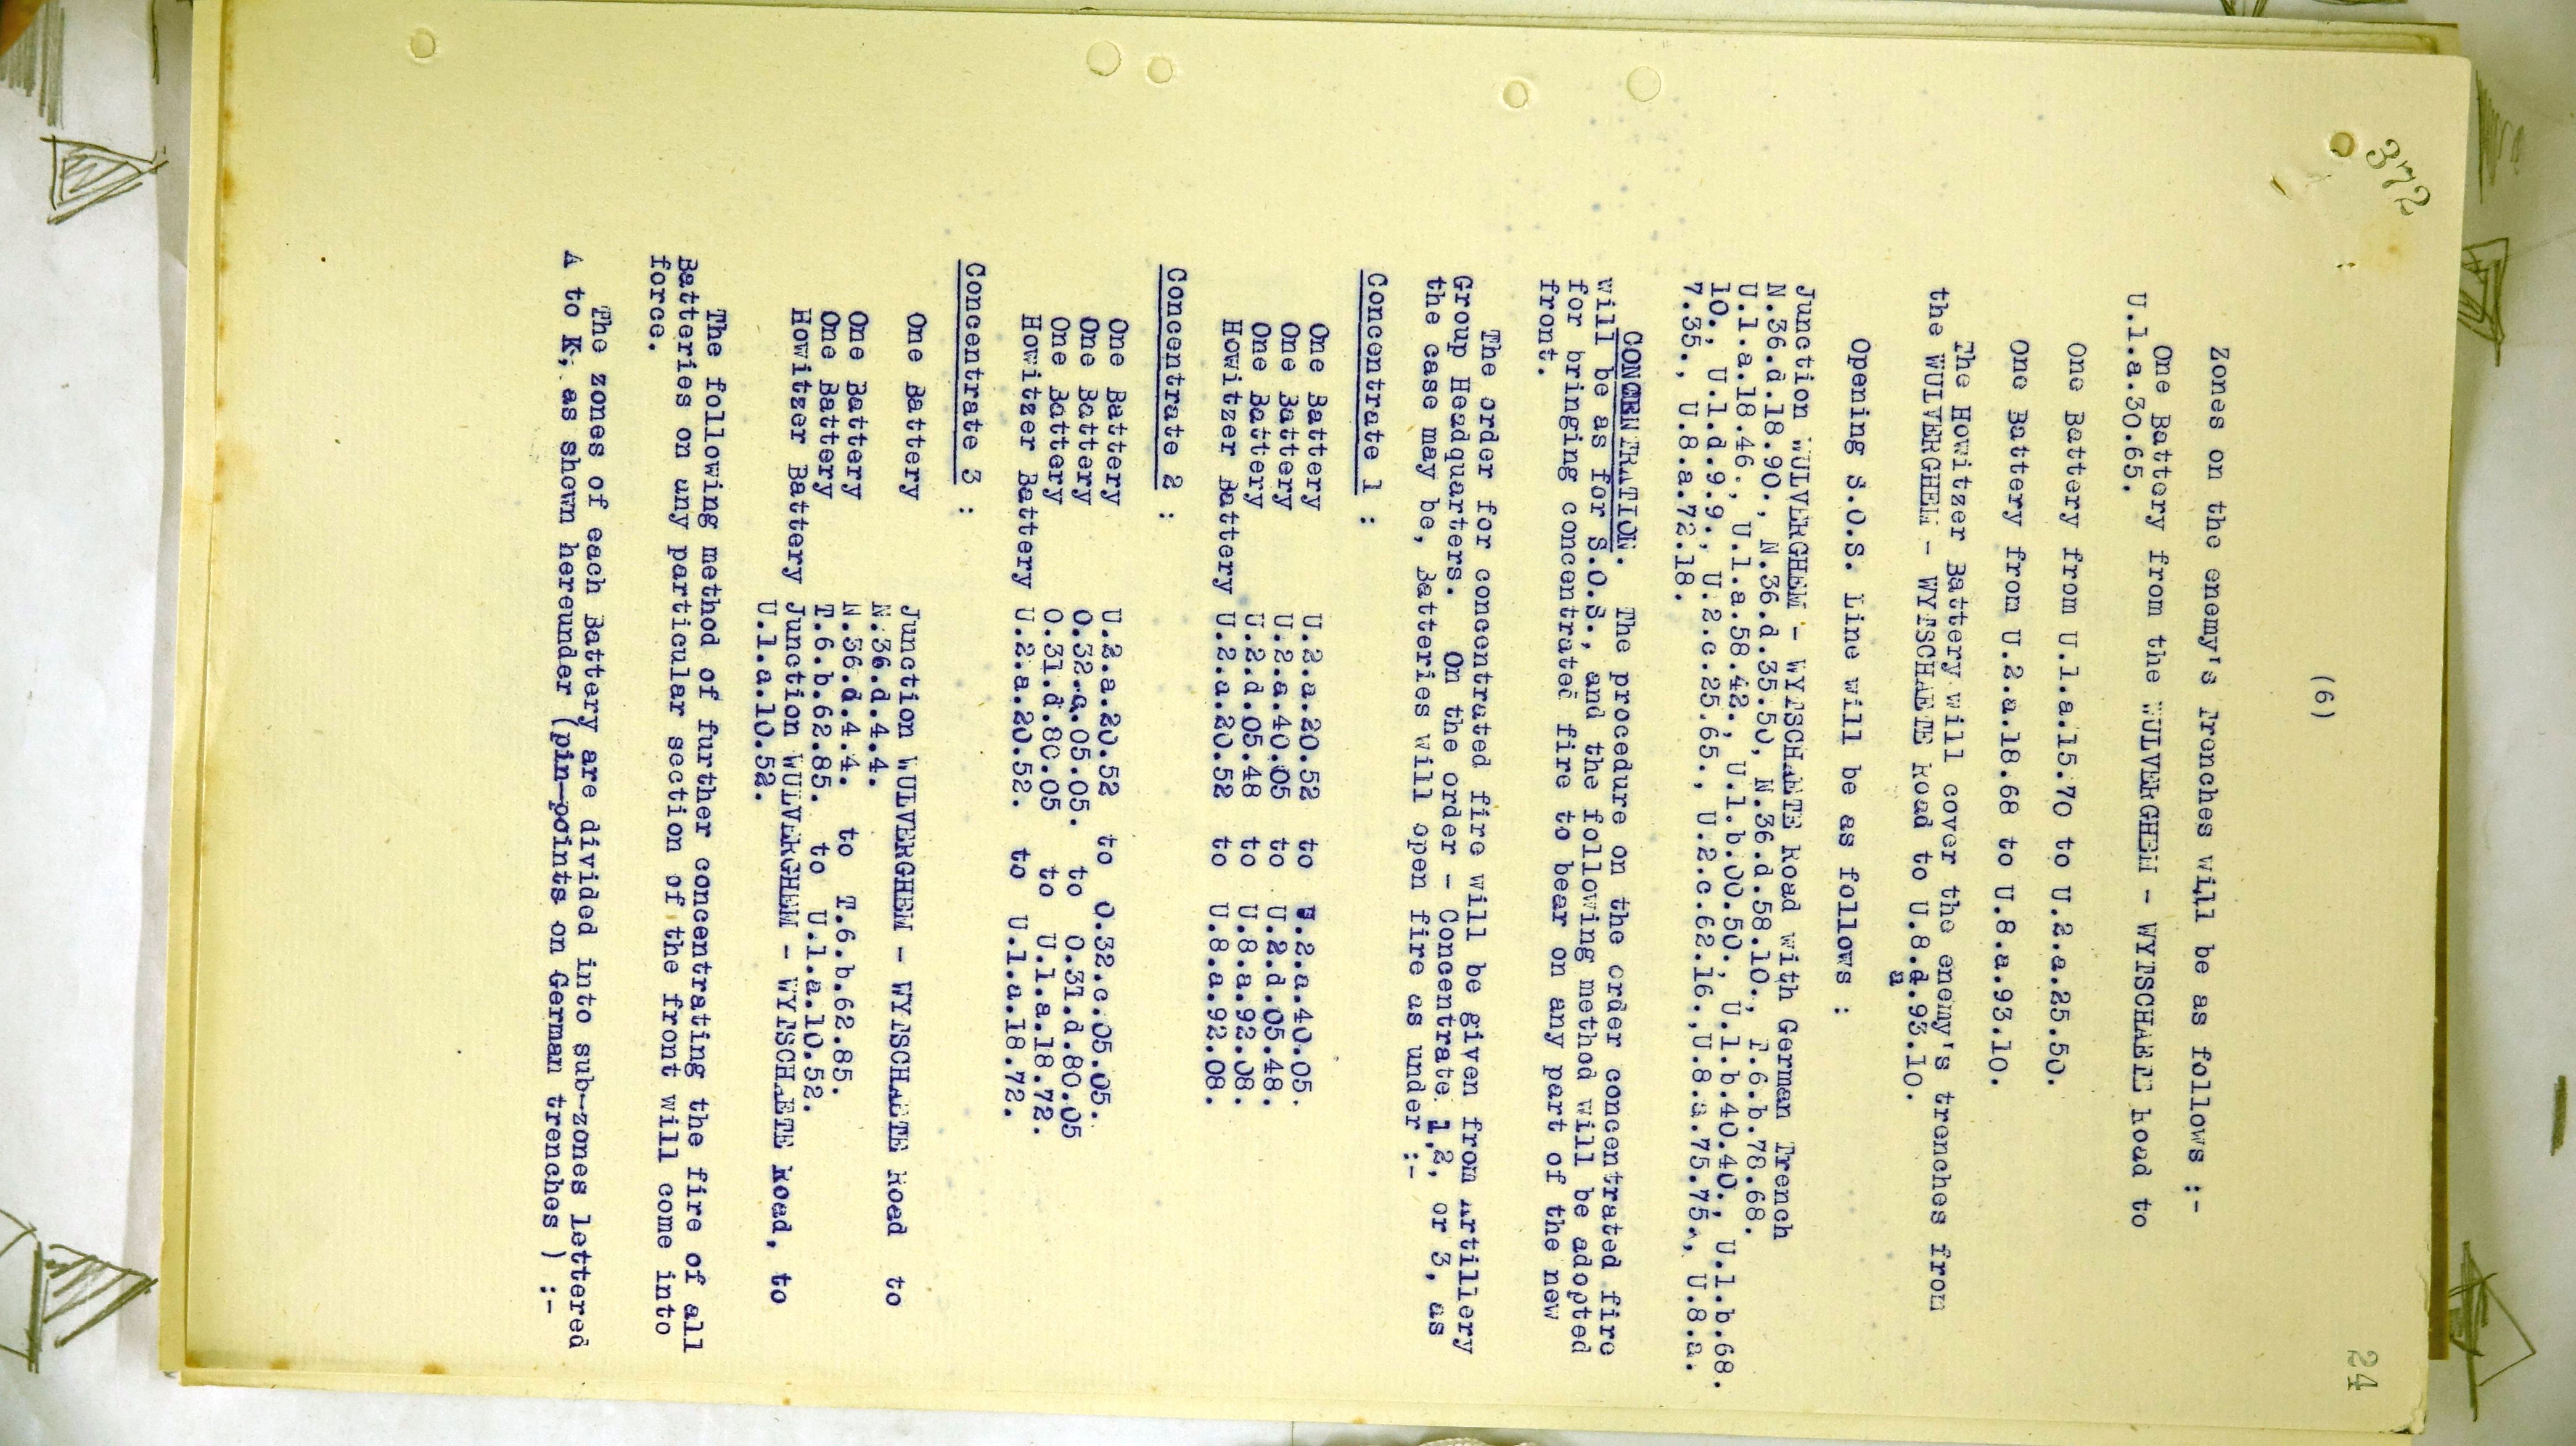 372
24
(6)
Zones on the enemy's Trenches will be as follows :-
One Battery from the WULVERGHEM - WYTSCHAETE Road to
U.1.a.30.65.
One Battery from U.1.a.15.70 to U.2.a.25.50.
One Battery from U.2.a.18.68 to U.8.a.93.10.
The Howitzer Battery will cover the enemy's trenches from
the WULVERGHEM - WYTSCHAETE Road to U.8.d.93.10.
a
Opening S.O.S. Line will be as follows :
Junction WULVERGHEM - WYTSCHAETE Road with German Trench
N.36.d.18.90., N.36.d.35.50, N.36.d.58.10., T.6.b.78.68.
U.1.a.18.46., U.1.a.58.42., U.1.b.00.50., U.1.b.40.40., U.1.b.68.
10., U.1.d.9.9., U.2.c.25.65., U.2.c.62.16.,U.8.a.75.75., U.8.a.
7.35., U.8.a.72.18.
CONCENTRATION. The procedure on the order concentrated fire
will be as for S.O.S., and the following method will be adopted
for bringing concentrated fire to bear on any part of the new
front.
The order for concentrated fire will be given from Artillery
Group Headquarters. On the order - Concentrate 1,2, or 3, as
the case may be, Batteries will open fire as under :-
Concentrate 1 :
One Battery U.2.a.20.52 to U.2.a.40.05.
One Battery U.2.a.40.05 to U.2.d.05.48.
One Battery U.2.d.05.48 to U.8.a.92.08.
Howitzer Battery U.2.a.20.52 to U.8.a.92.08.
Concentrate 2 :
One Battery U.2.a.20.52 to O.32.c.05.05.
One Battery O.32.c.05.05. to O.31.d.80.05
One Battery O.31.d.80.05 to U.1.a.18.72.
Howitzer Battery U.2.a.20.52. to U.1.a.18.72.
Concentrate 3 :
One Battery Junction WULVERGHEM - WYTSCHAETE Road to
N.36.d.4.4.
One Battery N.36.d.4.4. to T.6.b.62.85.
One Battery T.6.b.62.85. to U.1.a.10.52.
Howitzer Battery Junction WULVERGHEM - WYTSCHAETE Road, to
U.1.a.10.52.
The following method of further concentrating the fire of all
Batteries on any particular section of the front will come into
force.
The zones of each Battery are divided into sub-zones lettered
A to K, as shown hereunder (pin-points on German trenches) :-